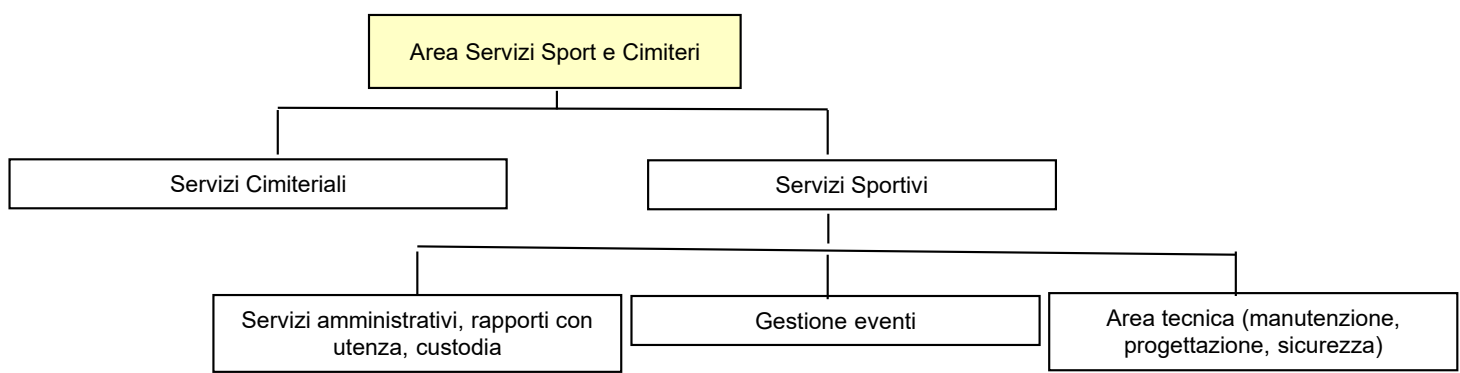 Area Servizi Sport e Cimiteri
Servizi Cimiteriali
Servizi Sportivi
Servizi amministrativi, rapporti con
utenza, custodia
Gestione eventi
Area tecnica (manutenzione,
progettazione, sicurezza)